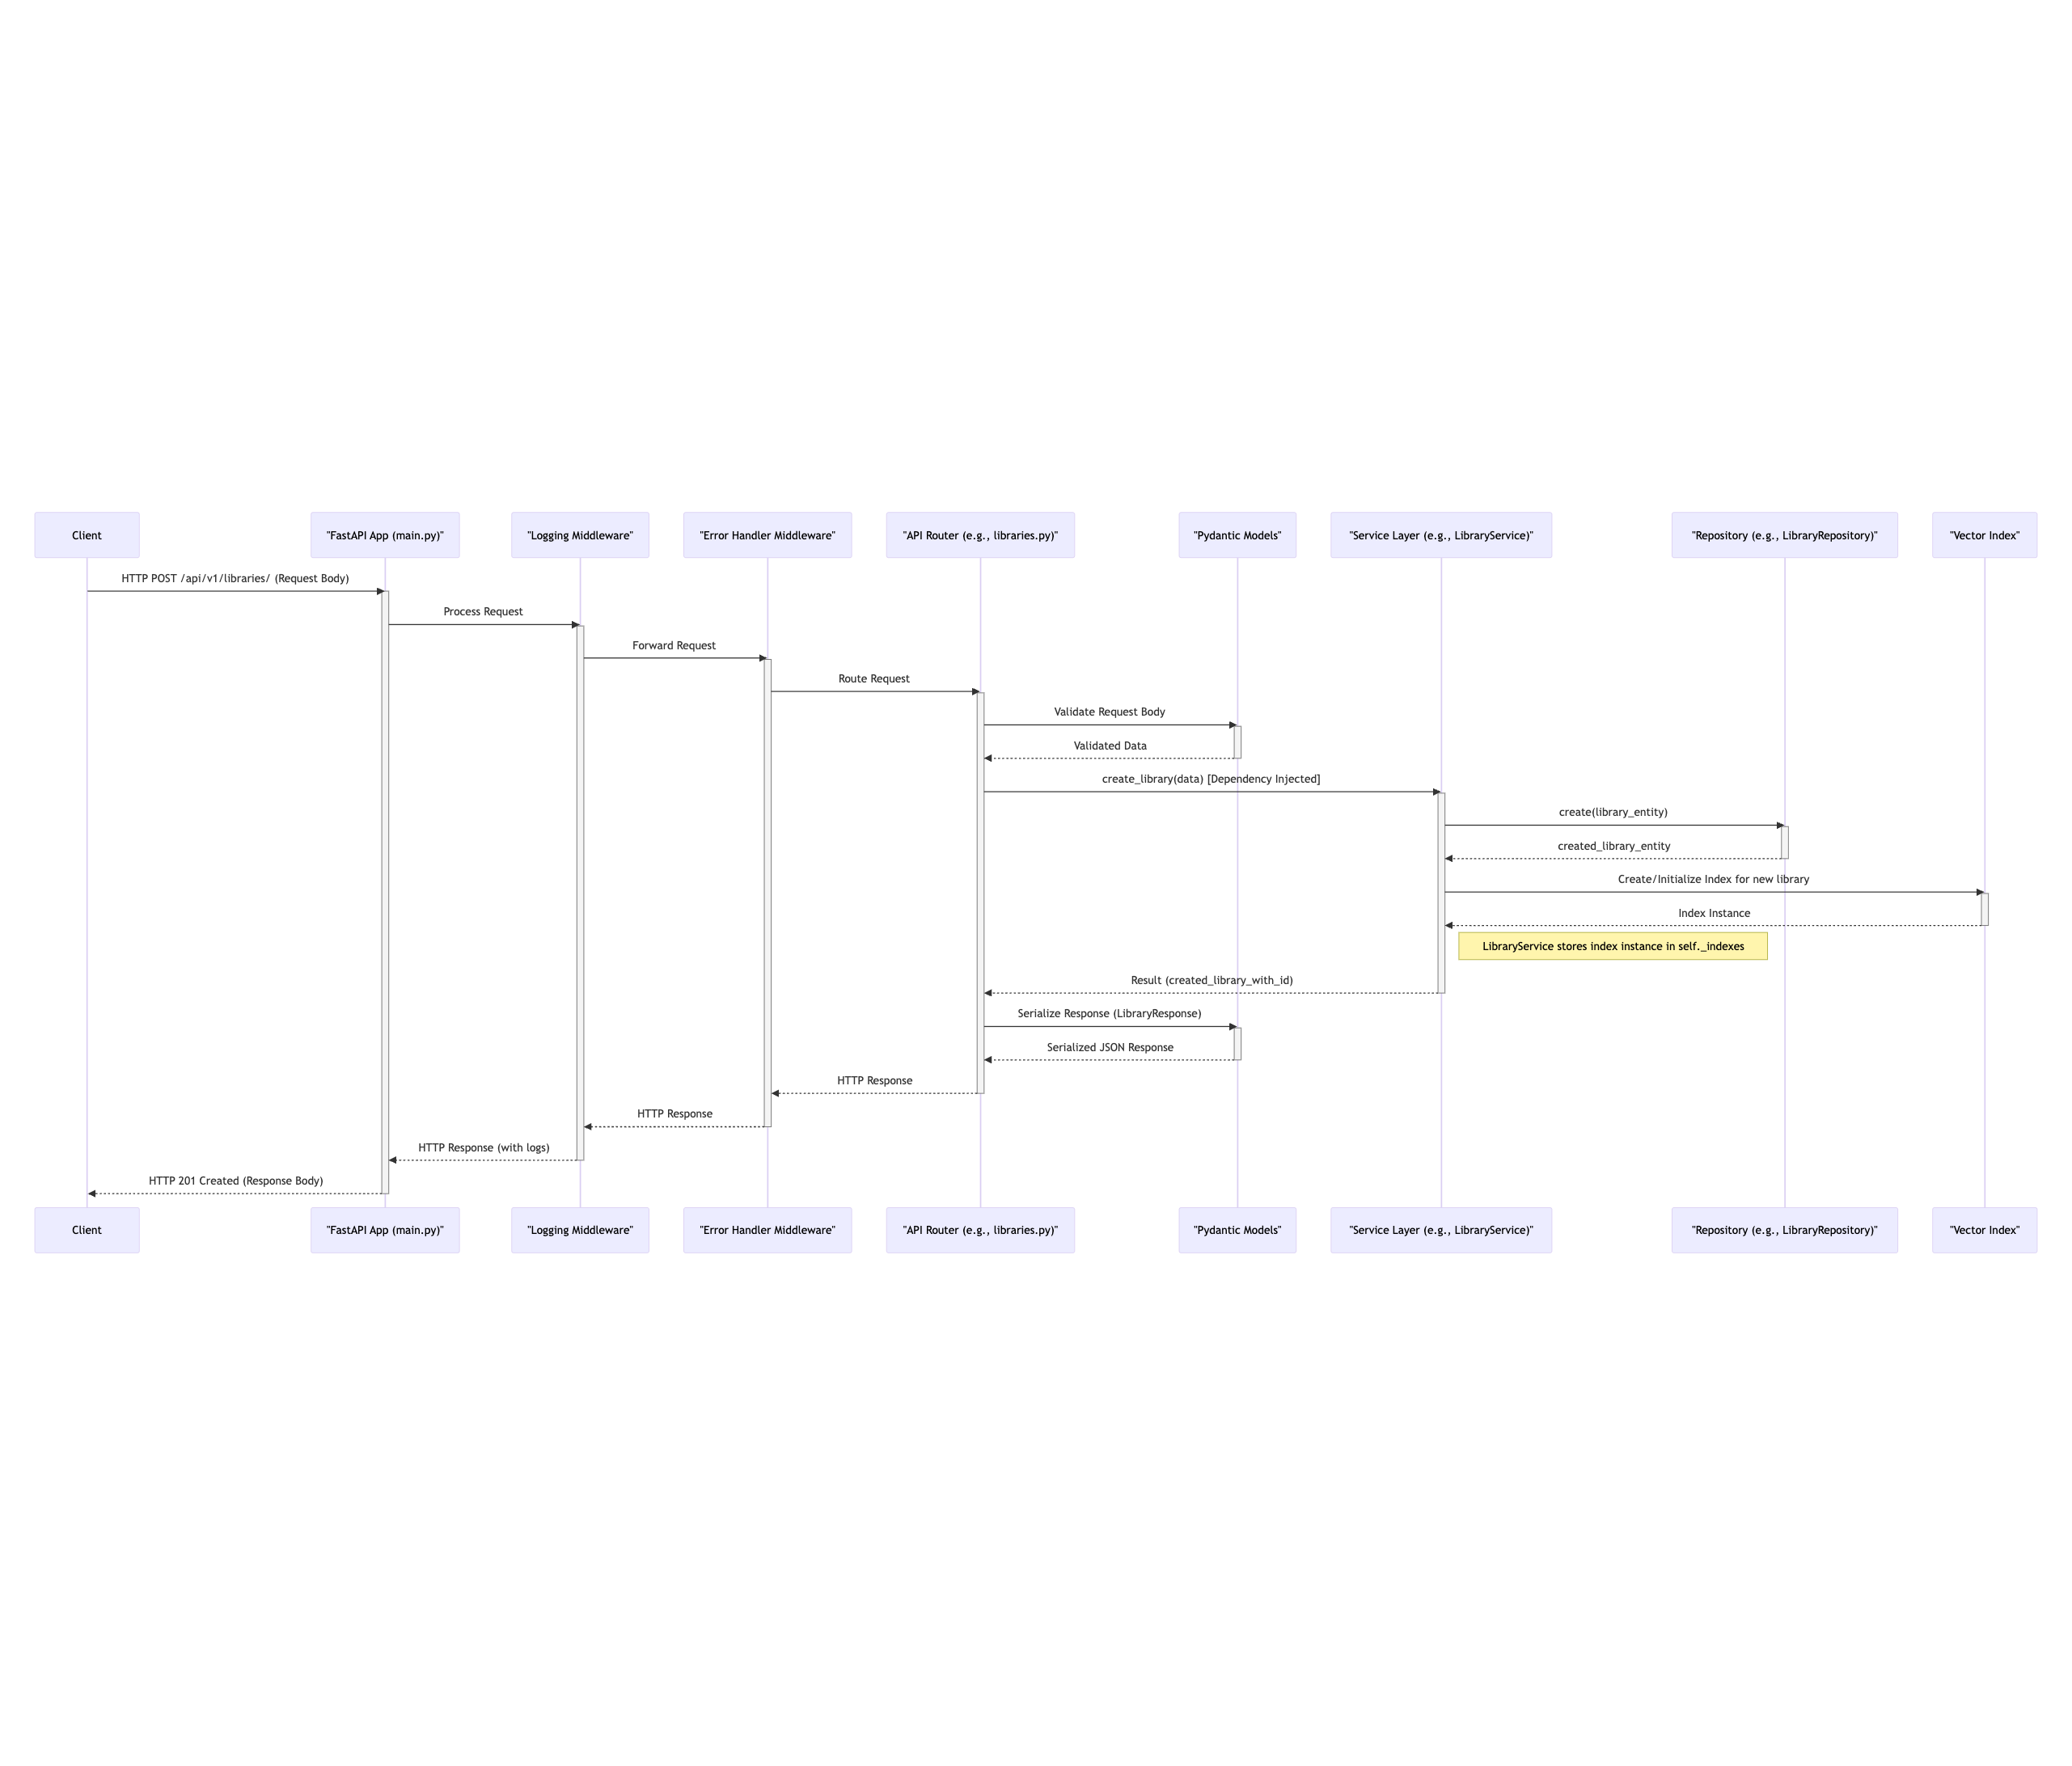 Client
"FastAPI App (main.py)"
"Logging Middleware"
"Error Handler Middleware"
"API Router (e.g., libraries.py)"
"Pydantic Models"
"Service Layer (e.g., LibraryService)"
"Repository (e.g., LibraryRepository)"
"Vector Index"
HTTP POST /api/v1/libraries/ (Request Body)
Process Request
Forward Request
Route Request
Validate Request Body
Validated Data
create_library(data) [Dependency Injected]
create(library_entity)
created_library_entity
Create/Initialize Index for new library
Index Instance
LibraryService stores index instance in self._indexes
Result (created_library_with_id)
Serialize Response (LibraryResponse)
Serialized JSON Response
HTTP Response
HTTP Response
HTTP Response (with logs)
HTTP 201 Created (Response Body)
Client
"FastAPI App (main.py)"
"Logging Middleware"
"Error Handler Middleware"
"API Router (e.g., libraries.py)"
"Pydantic Models"
"Service Layer (e.g., LibraryService)"
"Repository (e.g., LibraryRepository)"
"Vector Index"